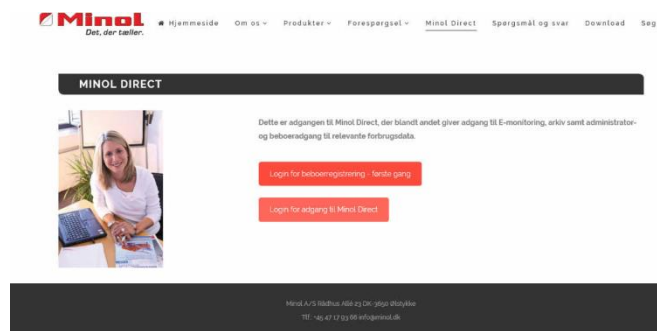 Minol
Det, der tæller.
Hjemmeside Om os Produkter Forespørgsel Minol Direct Spørgsmål og svar Download Søg
MINOL DIRECT
Dette er adgangen til Minol Direct, der blandt andet giver adgang til E-monitoring, arkiv samt administrator-
og beboeradgang til relevante forbrugsdata.
Login for beboerregistrering - første gang
Login for adgang til Minol Direct
Minol A/S Rådhus Allé 23 DK-3650 Ølstykke
Tlf. +45 47 17 93 66 info@minol.dk